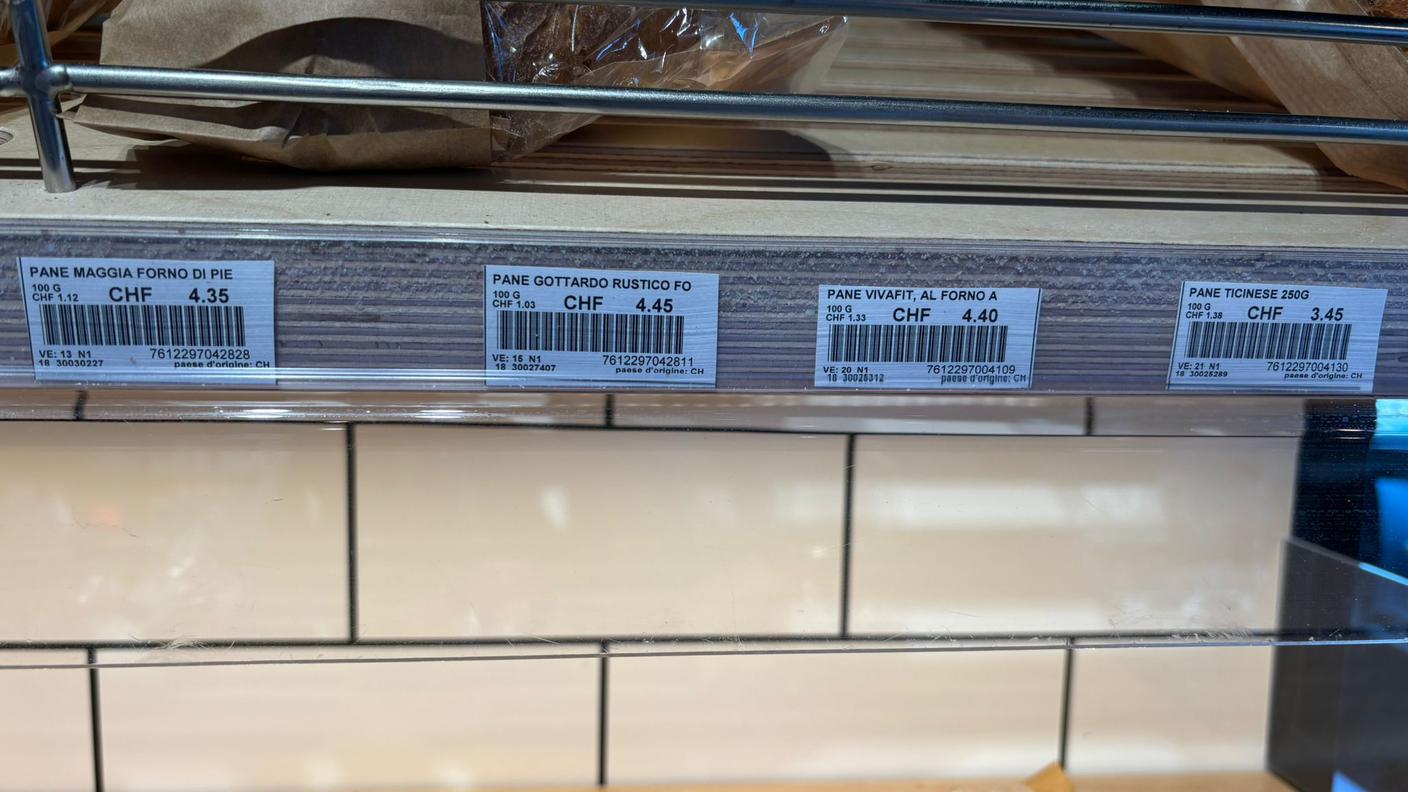 PANE MAGGIA FORNO DI PIE
100 G
CHF 1.12
CHF 4.35
VE: 13 N1
7612297042828
18 30030227
paese d'origine: CH
PANE GOTTARDO RUSTICO FO
100 G
CHF 1.03
CHF 4.45
VE: 15 N1
7612297042811
18 30027407
paese d'origine: CH
PANE VIVAFIT, AL FORNO A
100 G
CHF 1.33
CHF 4.40
VE: 20 N1
7612297004109
18 30025312
paese d'origine: CH
PANE TICINESE 250G
100 G
CHF 1.38
CHF 3.45
VE: 21 N1
7612297004130
18 30025289
paese d'origine: CH